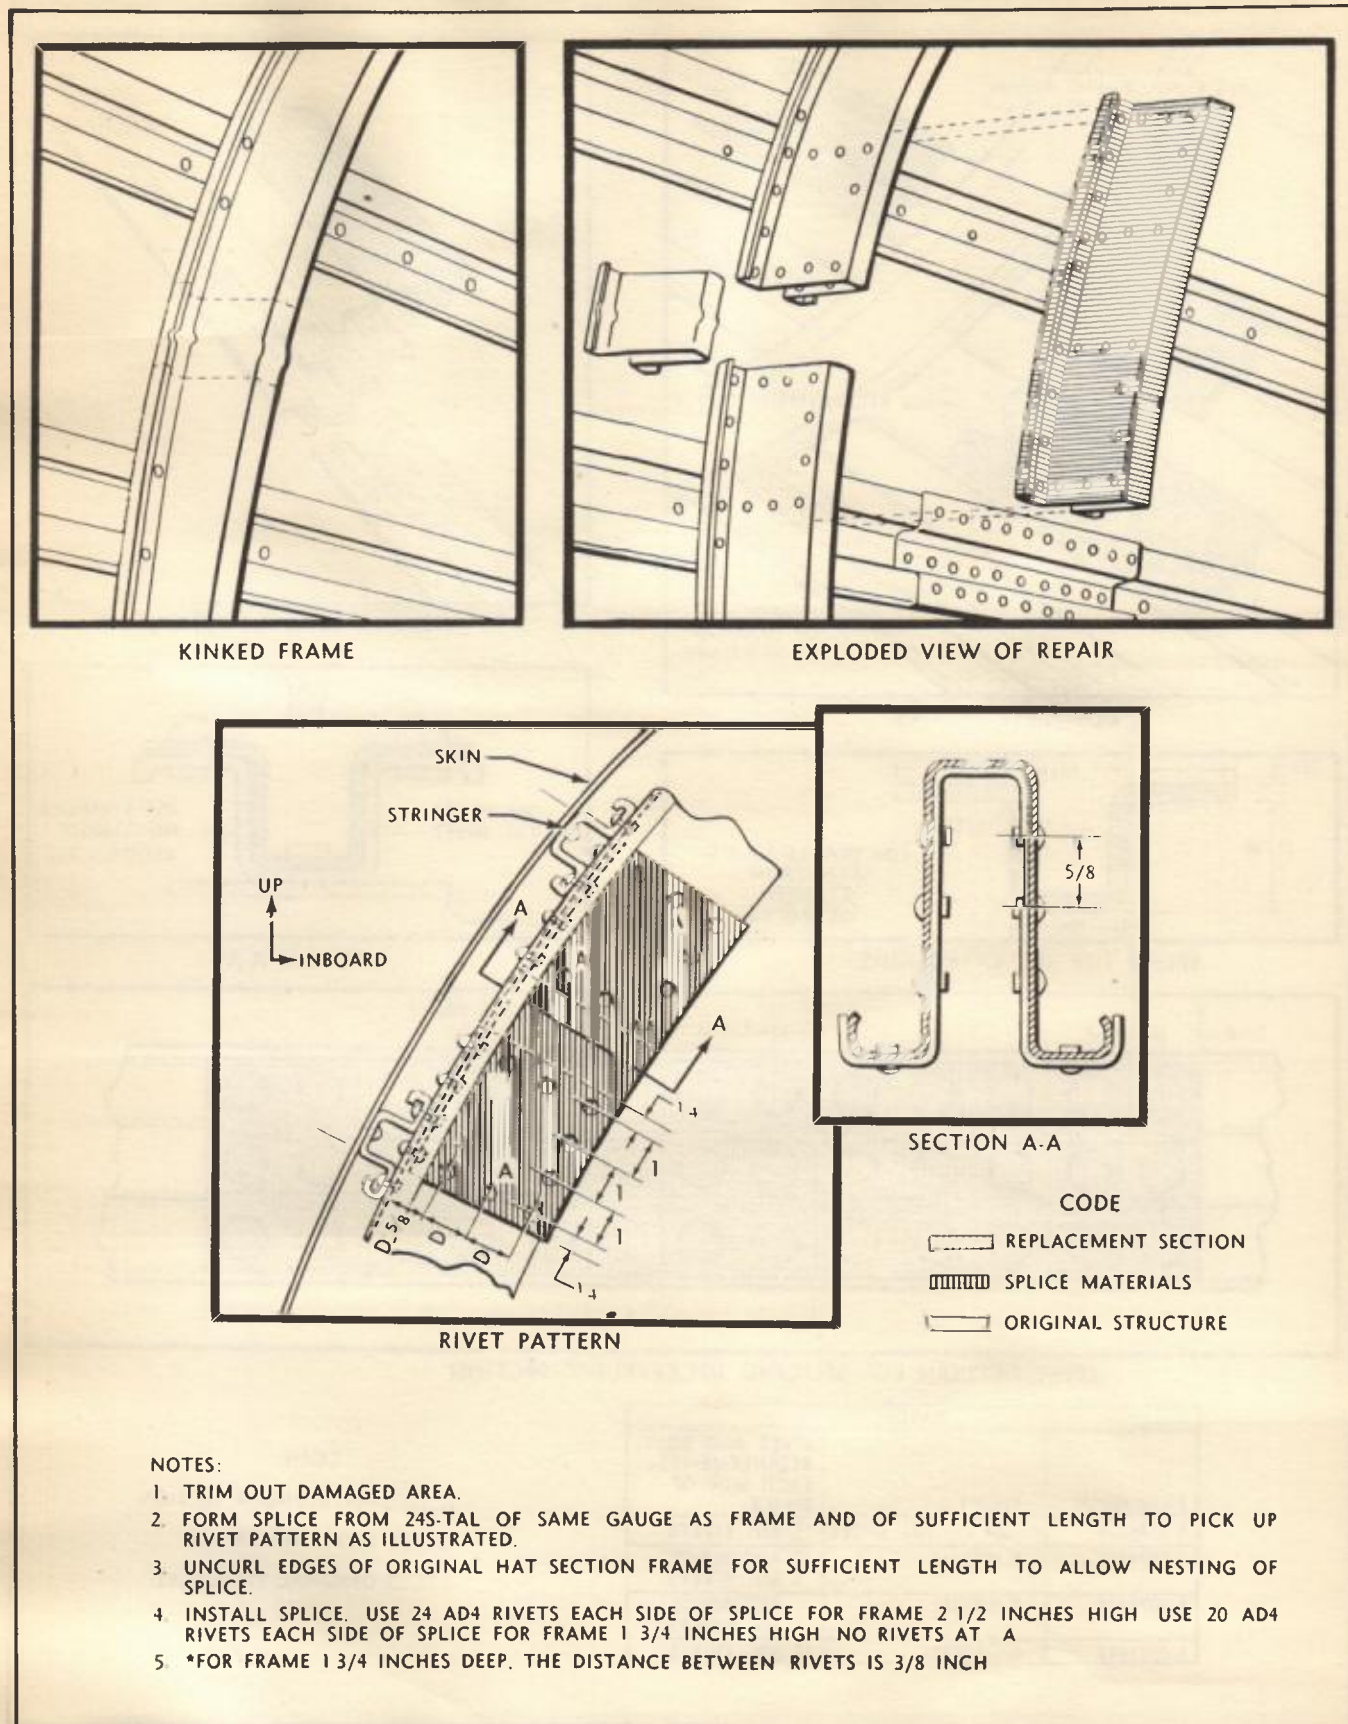 KINKED FRAME
EXPLODED VIEW OF REPAIR
SKIN
STRINGER
UP
INBOARD
A
A
A
1
1
1
D
D
5/8
RIVET PATTERN
SECTION A-A
CODE
REPLACEMENT SECTION
SPLICE MATERIALS
ORIGINAL STRUCTURE
NOTES:
1. TRIM OUT DAMAGED AREA.
2. FORM SPLICE FROM 24S-TAL OF SAME GAUGE AS FRAME AND OF SUFFICIENT LENGTH TO PICK UP
RIVET PATTERN AS ILLUSTRATED.
3. UNCURL EDGES OF ORIGINAL HAT SECTION FRAME FOR SUFFICIENT LENGTH TO ALLOW NESTING OF
SPLICE.
4. INSTALL SPLICE. USE 24 AD4 RIVETS EACH SIDE OF SPLICE FOR FRAME 2 1/2 INCHES HIGH USE 20 AD4
RIVETS EACH SIDE OF SPLICE FOR FRAME 1 3/4 INCHES HIGH NO RIVETS AT A
5. *FOR FRAME 1 3/4 INCHES DEEP. THE DISTANCE BETWEEN RIVETS IS 3/8 INCH